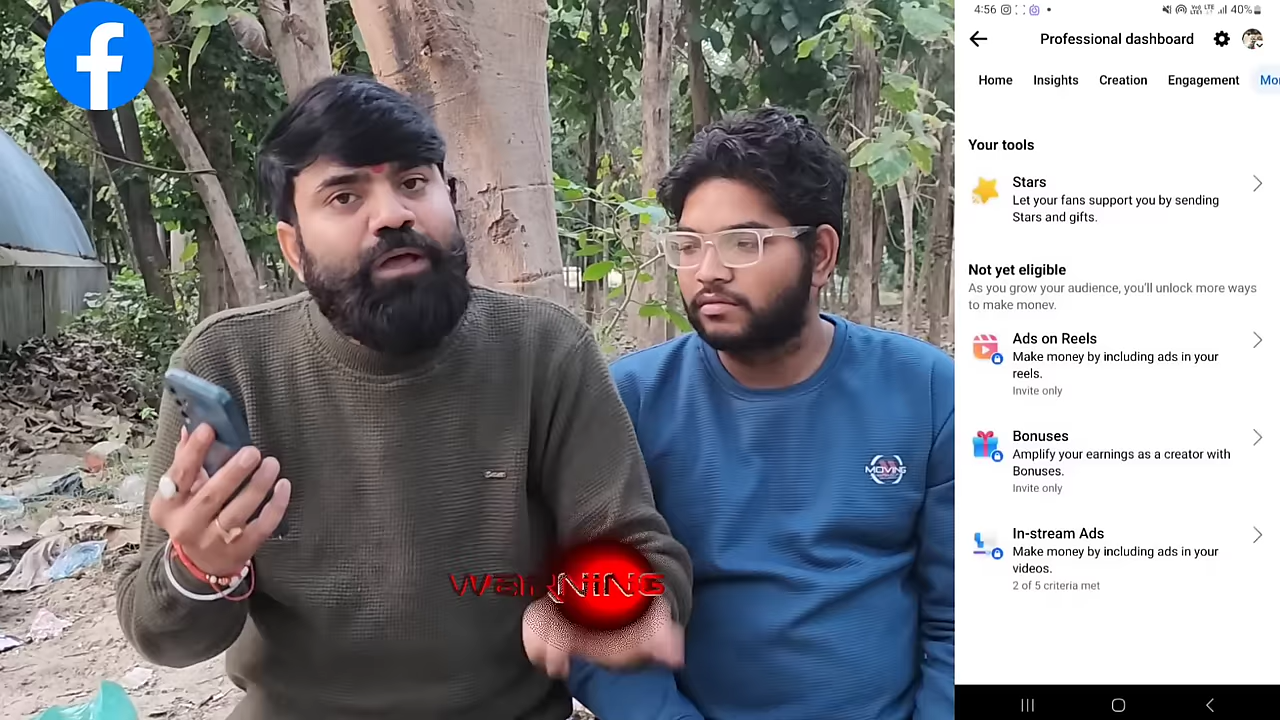 4:56
40%
Professional dashboard
Home Insights Creation Engagement Mon
Your tools
Stars
Let your fans support you by sending
Stars and gifts.
Not yet eligible
As you grow your audience, you'll unlock more ways
to make money.
Ads on Reels
Make money by including ads in your
reels.
Invite only
Bonuses
Amplify your earnings as a creator with
Bonuses.
Invite only
In-stream Ads
Make money by including ads in your
videos.
2 of 5 criteria met
WARNING
MOVING